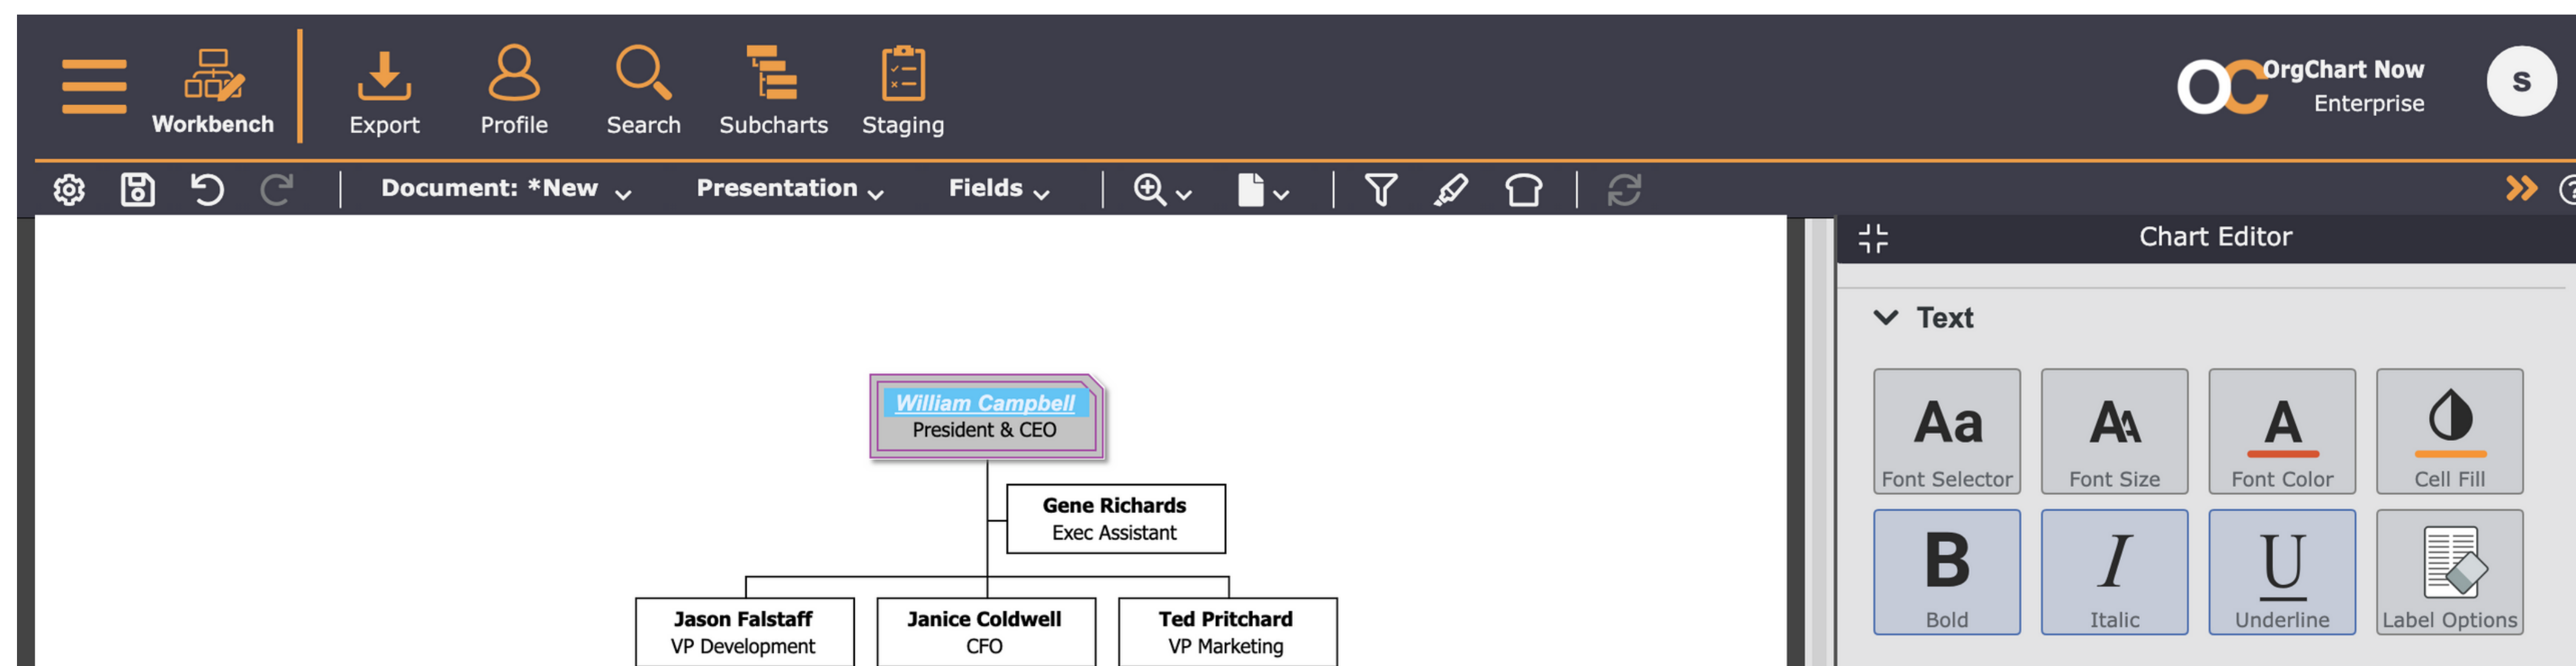 Workbench
Export
Profile
Search
Subcharts
Staging
OC OrgChart Now
Enterprise
S
Document: *New
Presentation
Fields
Chart Editor
Text
William Campbell
President & CEO
Gene Richards
Exec Assistant
Jason Falstaff
VP Development
Janice Coldwell
CFO
Ted Pritchard
VP Marketing
Aa
Font Selector
AA
Font Size
A
Font Color
Cell Fill
B
Bold
I
Italic
U
Underline
Label Options